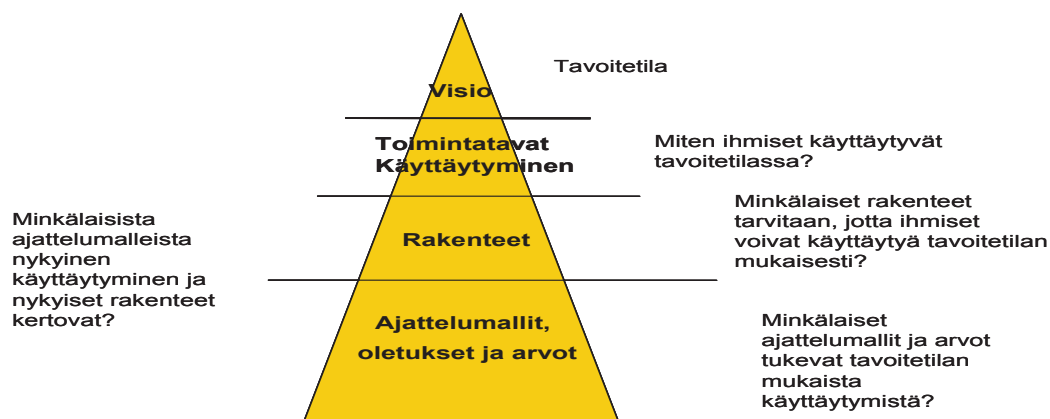 Tavoitetila
Visio
Toimintatavat
Käyttäytyminen
Miten ihmiset käyttäytyvät
tavoitetilassa?
Minkälaiset rakenteet
tarvitaan, jotta ihmiset
voivat käyttäytyä tavoitetilan
mukaisesti?
Rakenteet
Minkälaisista
ajattelumalleista
nykyinen
käyttäytyminen ja
nykyiset rakenteet
kertovat?
Ajattelumallit,
oletukset ja arvot
Minkälaiset
ajattelumallit ja arvot
tukevat tavoitetilan
mukaista
käyttäytymistä?